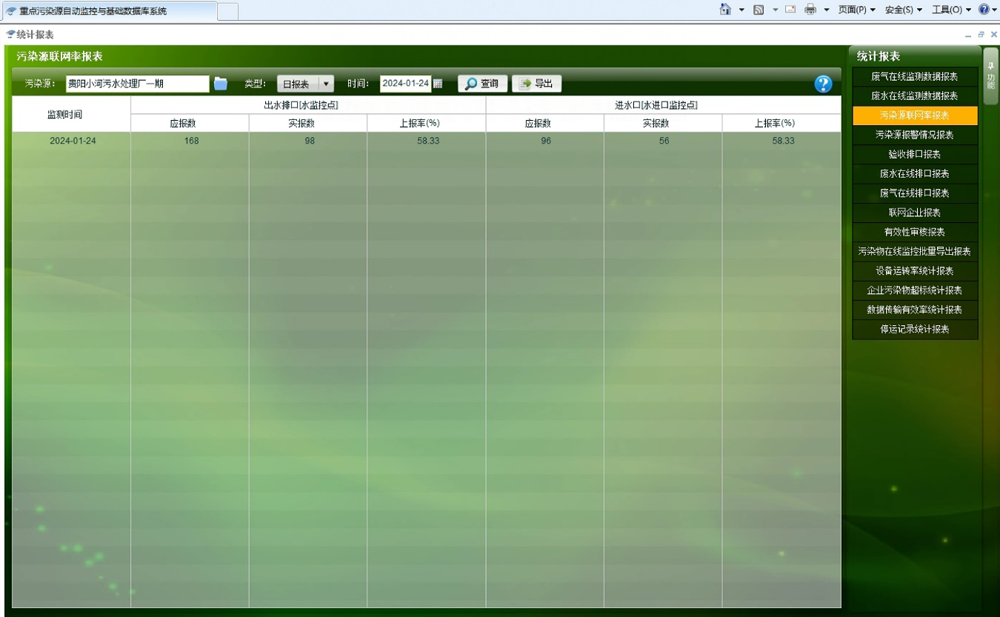 重点污染源自动监控与基础数据库系统
页面(P) 安全(S) 工具(O)
统计报表
污染源联网率报表
污染源： 贵阳小河污水处理厂一期 类型： 日报表 时间： 2024-01-24 查询 导出
监测时间 出水排口[水监控点] 进水口[水进口监控点]
应报数 实报数 上报率(%) 应报数 实报数 上报率(%)
2024-01-24 168 98 58.33 96 56 58.33
统计报表
废气在线监测数据报表
废水在线监测数据报表
污染源联网率报表
污染源报警情况报表
验收排口报表
废水在线排口报表
废气在线排口报表
联网企业报表
有效性审核报表
污染物在线监控批量导出报表
设备运转率统计报表
企业污染物超标统计报表
数据传输有效率统计报表
停运记录统计报表
功能